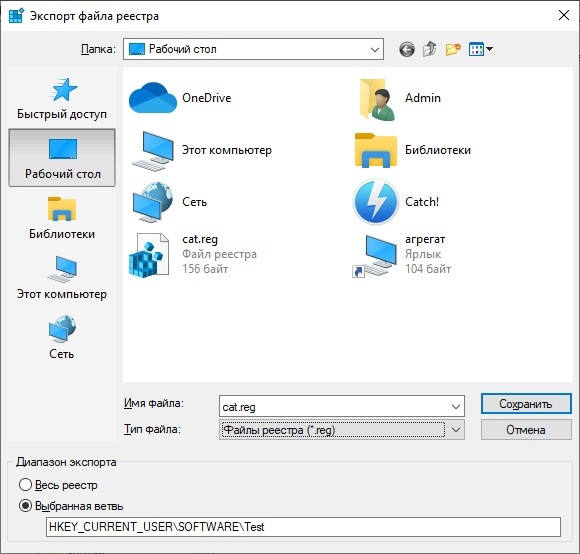 Экспорт файла реестра
Папка:
Рабочий стол
Быстрый доступ
Рабочий стол
Библиотеки
Этот компьютер
Сеть
OneDrive
Admin
Этот компьютер
Библиотеки
Сеть
Catch!
cat.reg
Файл реестра
156 байт
агрегат
Ярлык
104 байт
Имя файла:
cat.reg
Сохранить
Тип файла:
Файлы реестра (*.reg)
Отмена
Диапазон экспорта
Весь реестр
Выбранная ветвь
HKEY_CURRENT_USER\SOFTWARE\Test